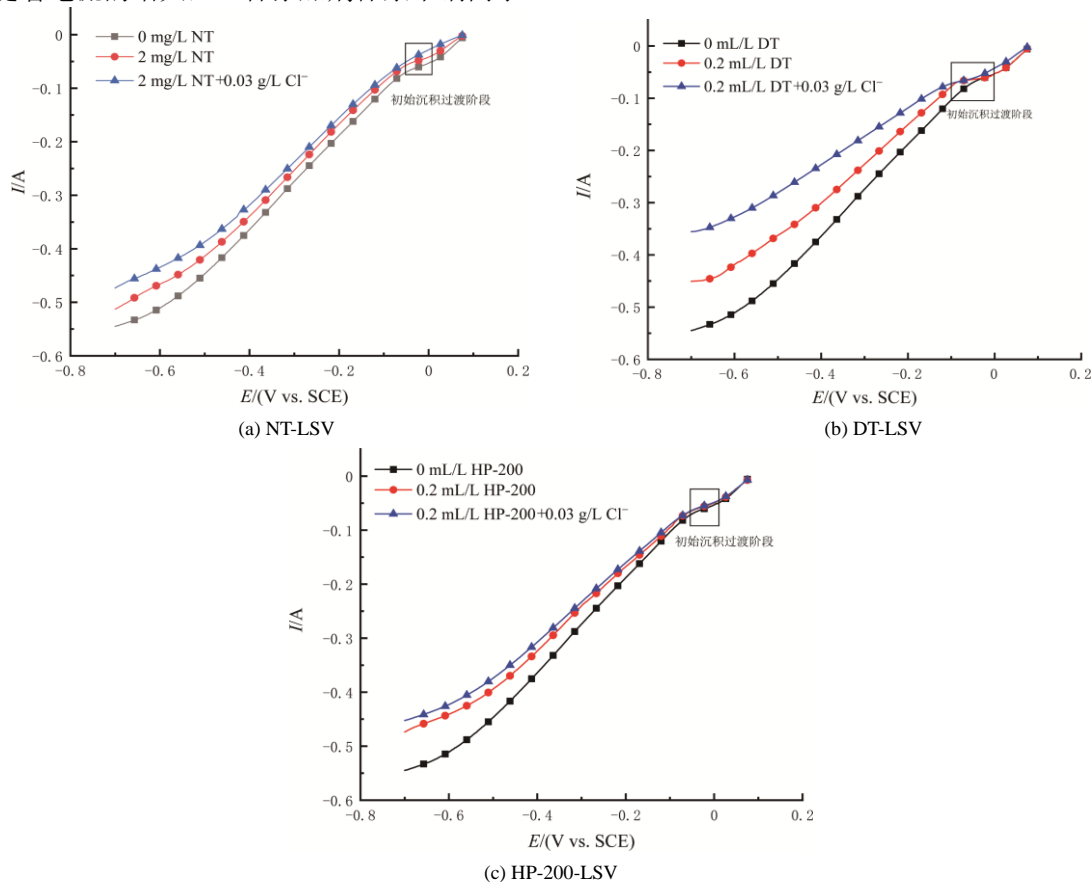 0 mg/L NT
2 mg/L NT
2 mg/L NT+0.03 g/L Cl⁻
初始沉积过渡阶段
I/A
0
−0.1
−0.2
−0.3
−0.4
−0.5
−0.6
−0.8
−0.6
−0.4
−0.2
0
0.2
E/(V vs. SCE)
(a) NT-LSV
0 mL/L DT
0.2 mL/L DT
0.2 mL/L DT+0.03 g/L Cl⁻
初始沉积过渡阶段
I/A
0
−0.1
−0.2
−0.3
−0.4
−0.5
−0.6
−0.8
−0.6
−0.4
−0.2
0
0.2
E/(V vs. SCE)
(b) DT-LSV
0 mL/L HP-200
0.2 mL/L HP-200
0.2 mL/L HP-200+0.03 g/L Cl⁻
初始沉积过渡阶段
I/A
0
−0.1
−0.2
−0.3
−0.4
−0.5
−0.6
−0.8
−0.6
−0.4
−0.2
0
0.2
E/(V vs. SCE)
(c) HP-200-LSV